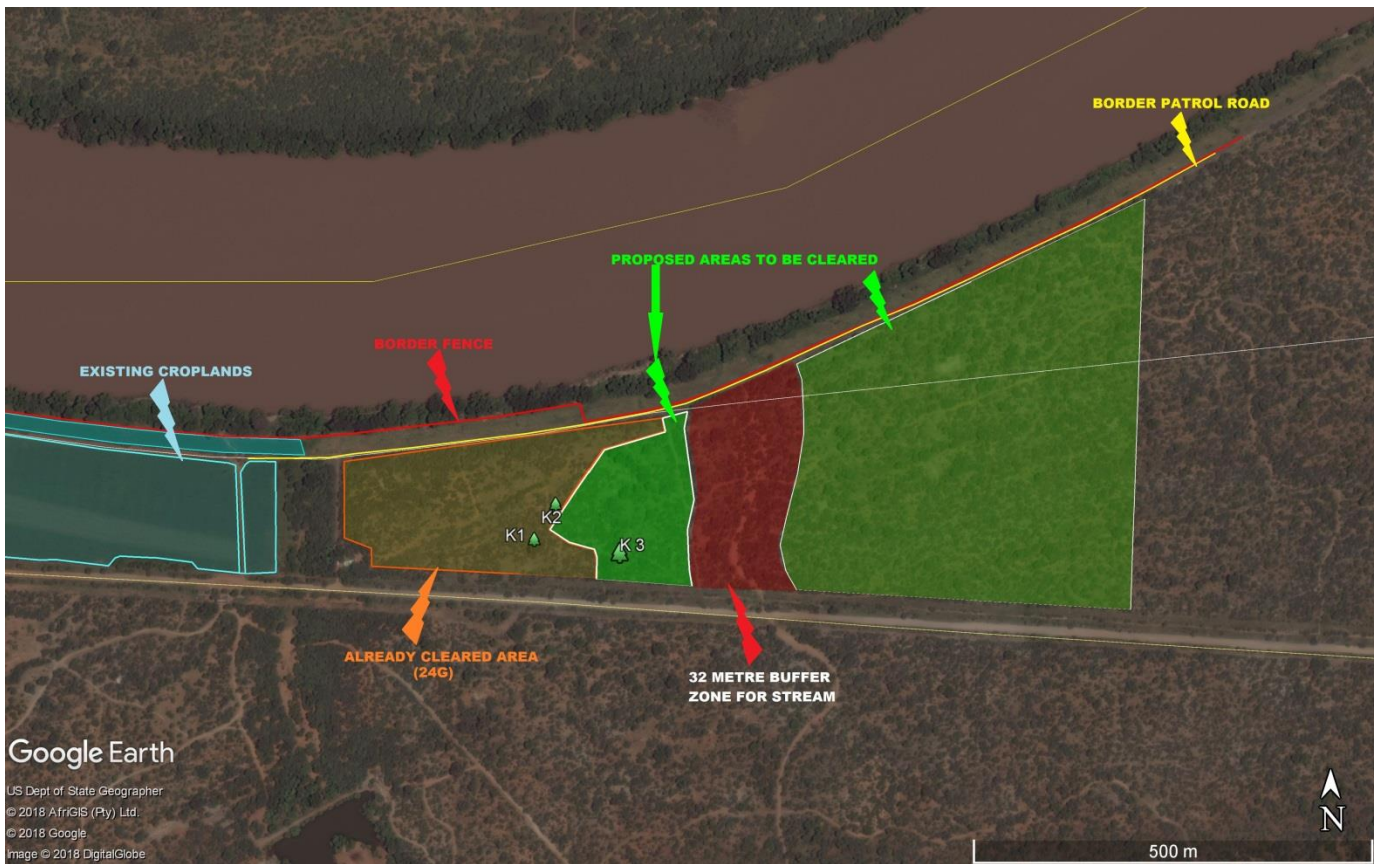 BORDER PATROL ROAD
PROPOSED AREAS TO BE CLEARED
BORDER FENCE
EXISTING CROPLANDS
K2
K1
K 3
ALREADY CLEARED AREA
(24G)
32 METRE BUFFER
ZONE FOR STREAM
Google Earth
US Dept of State Geographer
© 2018 AfriGIS (Pty) Ltd.
© 2018 Google
Image © 2018 DigitalGlobe
N
500 m